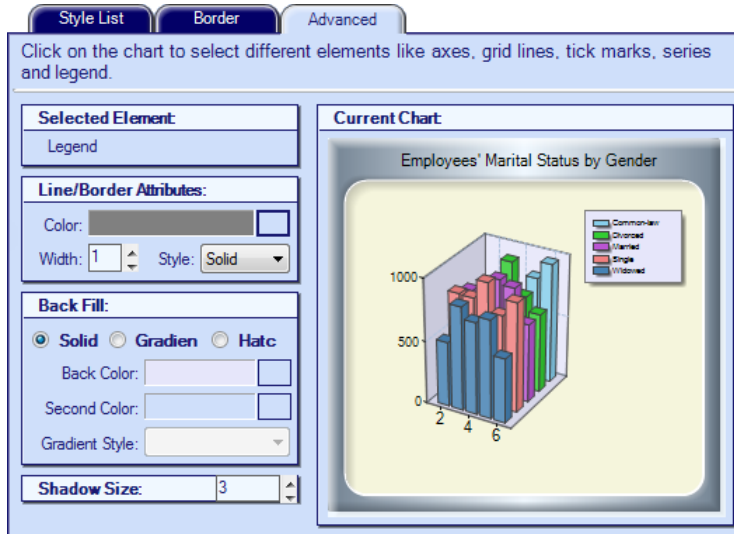 Style List Border Advanced
Click on the chart to select different elements like axes, grid lines, tick marks, series
and legend.
Selected Element:
Legend
Line/Border Attributes:
Color:
Width: 1 Style: Solid
Back Fill:
Solid Gradien Hatc
Back Color:
Second Color:
Gradient Style:
Shadow Size: 3
Current Chart:
Employees' Marital Status by Gender
Common-law
Divorced
Married
Single
Widowed
1000
500
0
2 4 6